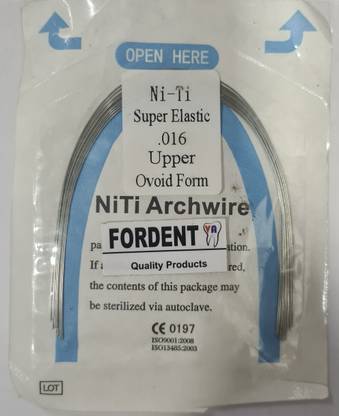 OPEN HERE
Ni-Ti
Super Elastic
.016
Upper
Ovoid Form
NiTi Archwire
FORDENT
Quality Products
the contents of this package may
be sterilized via autoclave.
CE 0197
ISO9001:2008
ISO13485:2003
LOT